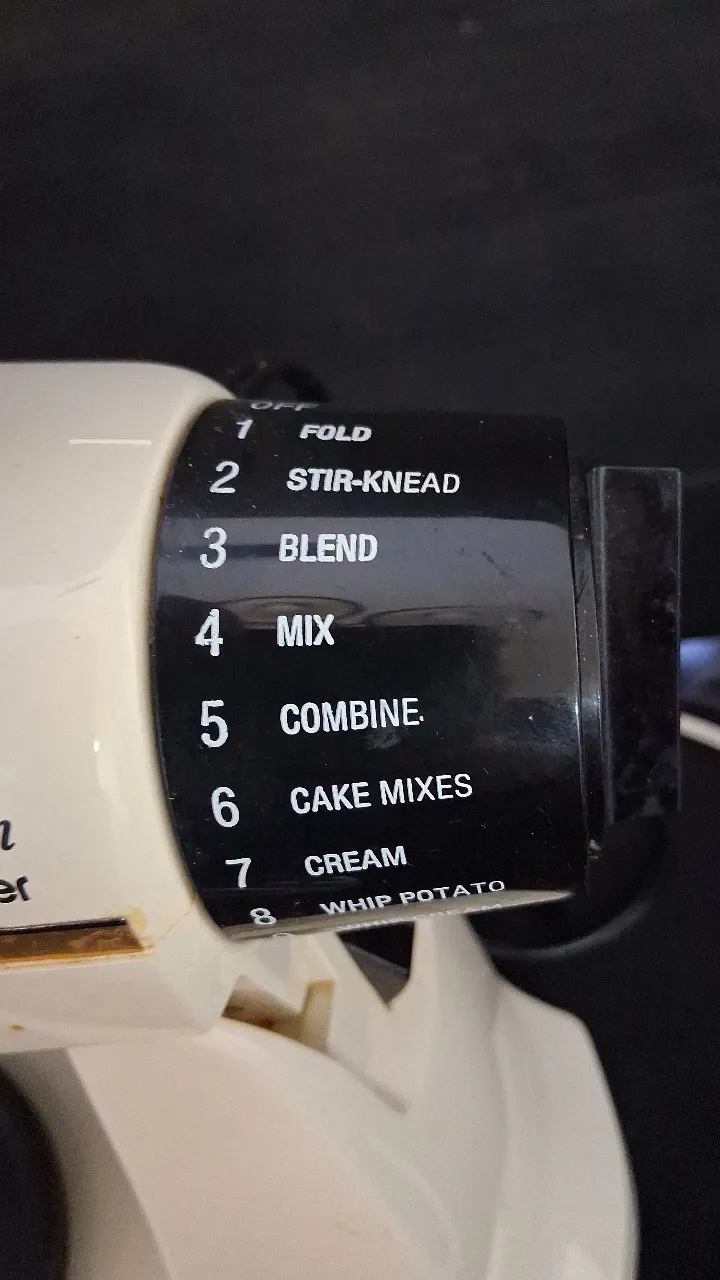 OFF
1 FOLD
2 STIR-KNEAD
3 BLEND
4 MIX
5 COMBINE
6 CAKE MIXES
7 CREAM
8 WHIP POTATO